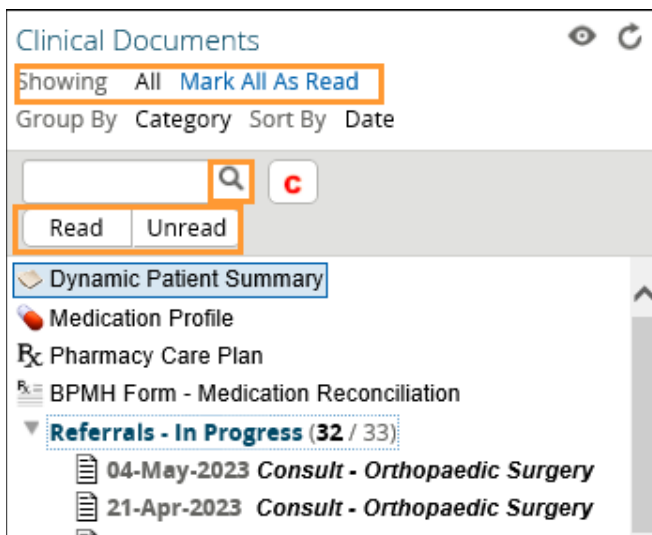 Clinical Documents
Showing All Mark All As Read
Group By Category Sort By Date
C
Read Unread
Dynamic Patient Summary
Medication Profile
Rx Pharmacy Care Plan
Rx BPMH Form - Medication Reconciliation
Referrals - In Progress (32 / 33)
04-May-2023 Consult - Orthopaedic Surgery
21-Apr-2023 Consult - Orthopaedic Surgery